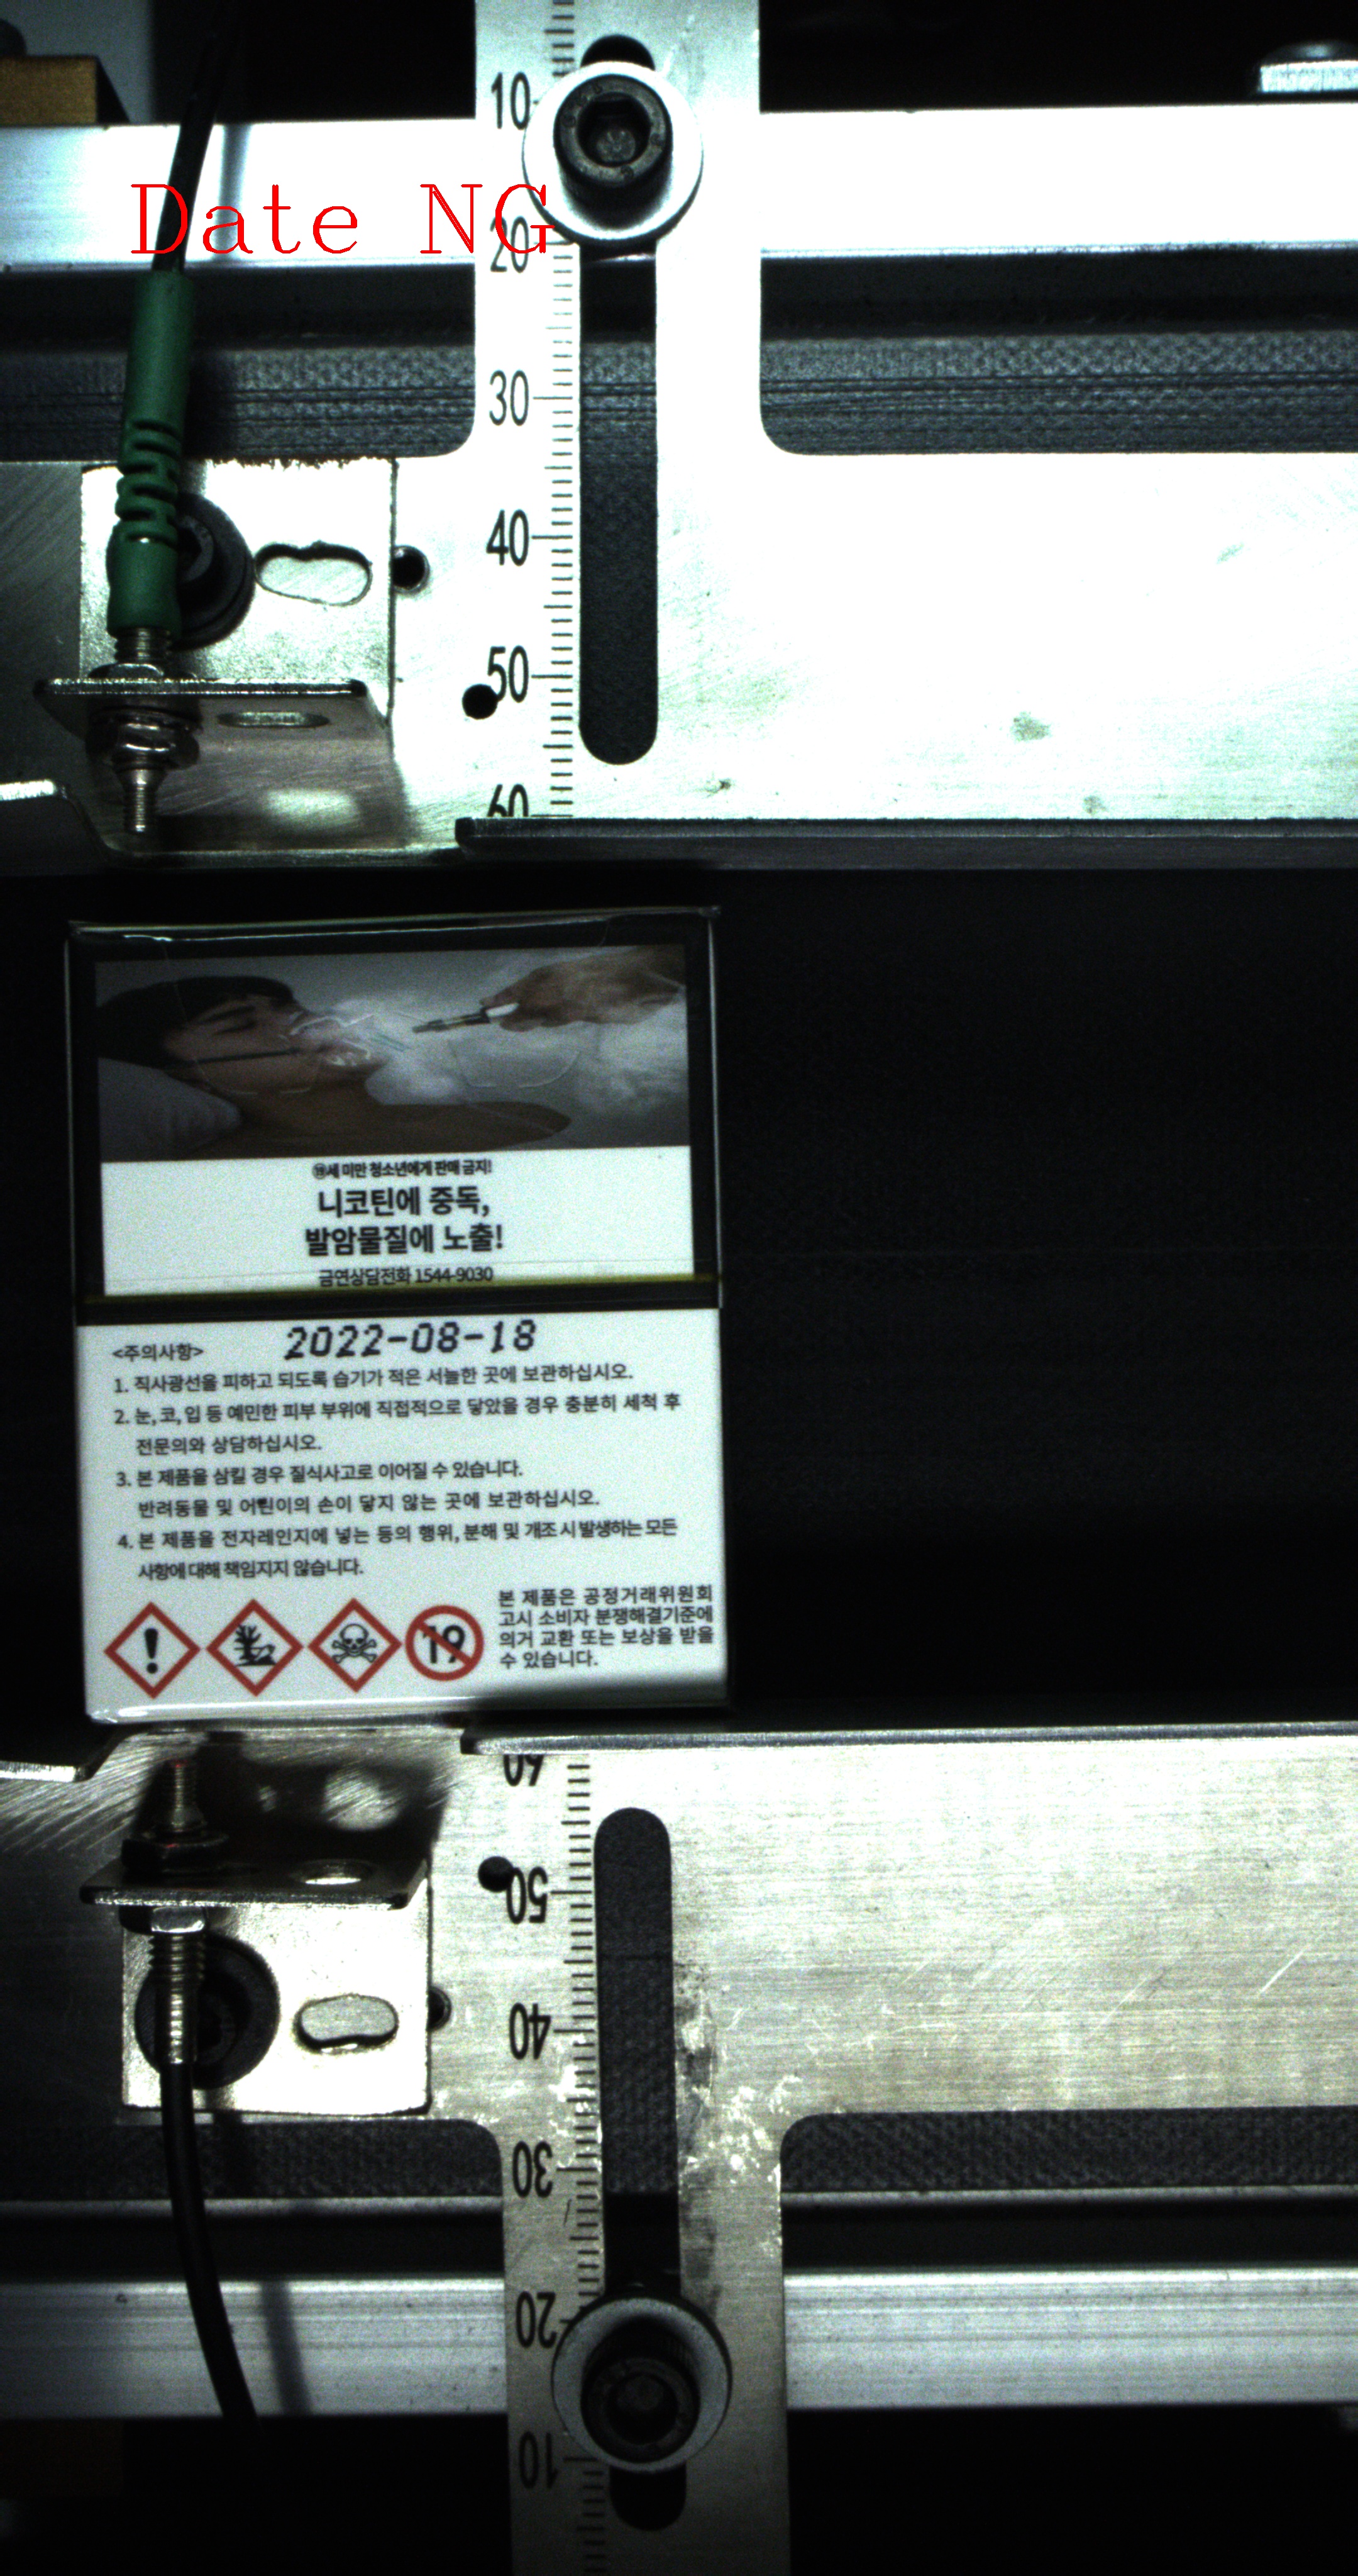 10
Date NG
20
30
40
50
60
⑲세 미만 청소년에게 판매 금지!
니코틴에 중독,
발암물질에 노출!
금연상담전화 1544-9030
2022-08-18
<주의사항>
1. 직사광선을 피하고 되도록 습기가 적은 서늘한 곳에 보관하십시오.
2. 눈, 코, 입 등 예민한 피부 부위에 직접적으로 닿았을 경우 충분히 세척 후
전문의와 상담하십시오.
3. 본 제품을 삼킬 경우 질식사고로 이어질 수 있습니다.
반려동물 및 어린이의 손이 닿지 않는 곳에 보관하십시오.
4. 본 제품을 전자레인지에 넣는 등의 행위, 분해 및 개조 시 발생하는 모든
사항에 대해 책임지지 않습니다.
19
본 제품은 공정거래위원회
고시 소비자 분쟁해결기준에
의거 교환 또는 보상을 받을
수 있습니다.
60
50
40
30
20
10